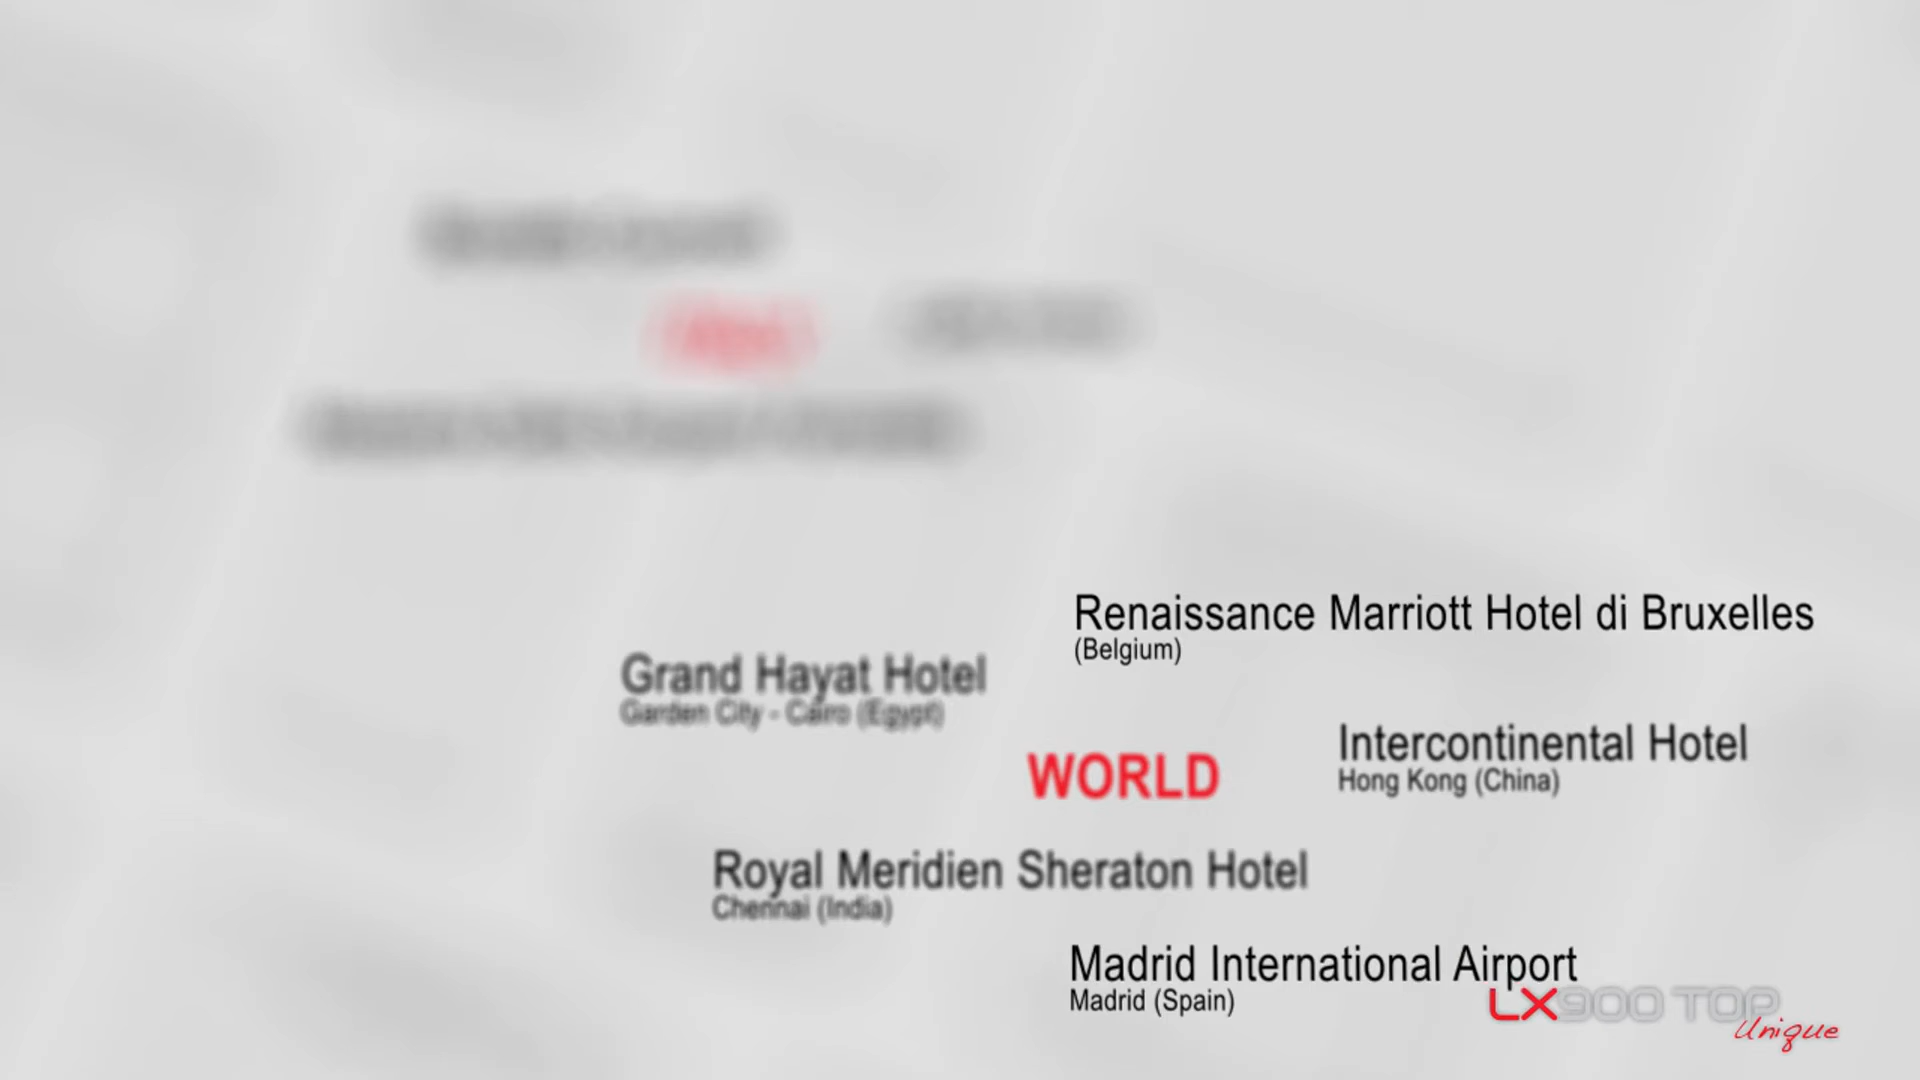 Renaissance Marriott Hotel di Bruxelles
(Belgium)
Grand Hayat Hotel
Garden City - Cairo (Egypt)
Intercontinental Hotel
Hong Kong (China)
WORLD
Royal Meridien Sheraton Hotel
Chennai (India)
Madrid International Airport
Madrid (Spain)
LX900 TOP
Unique